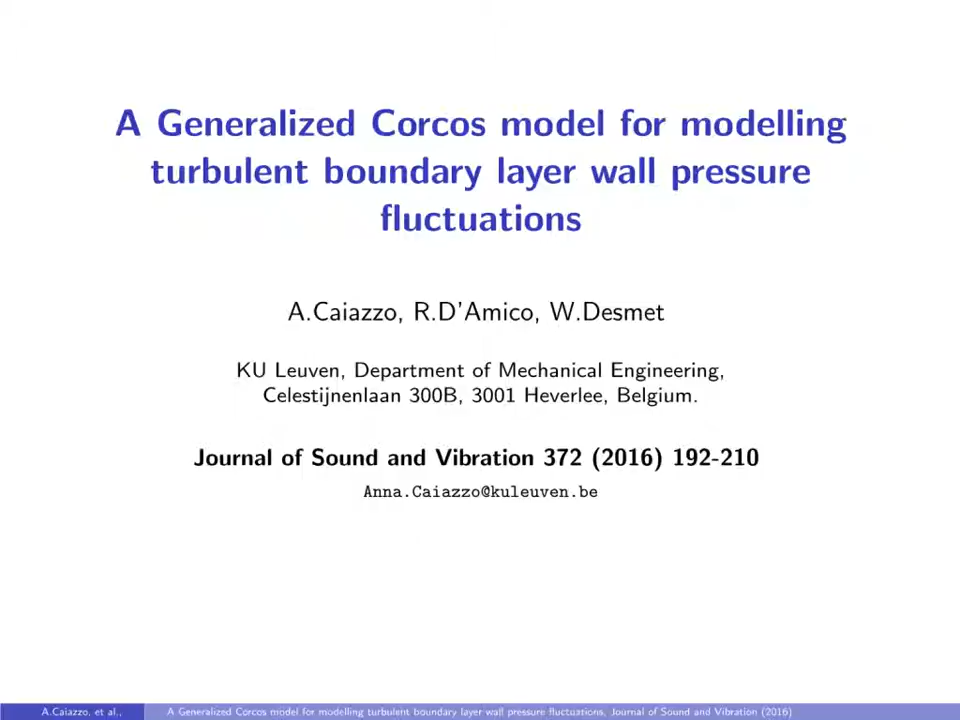 A Generalized Corcos model for modelling
turbulent boundary layer wall pressure
fluctuations
A.Caiazzo, R.D'Amico, W.Desmet
KU Leuven, Department of Mechanical Engineering,
Celestijnenlaan 300B, 3001 Heverlee, Belgium.
Journal of Sound and Vibration 372 (2016) 192-210
Anna.Caiazzo@kuleuven.be
A.Caiazzo, et al., A Generalized Corcos model for modelling turbulent boundary layer wall pressure fluctuations, Journal of Sound and Vibration (2016)